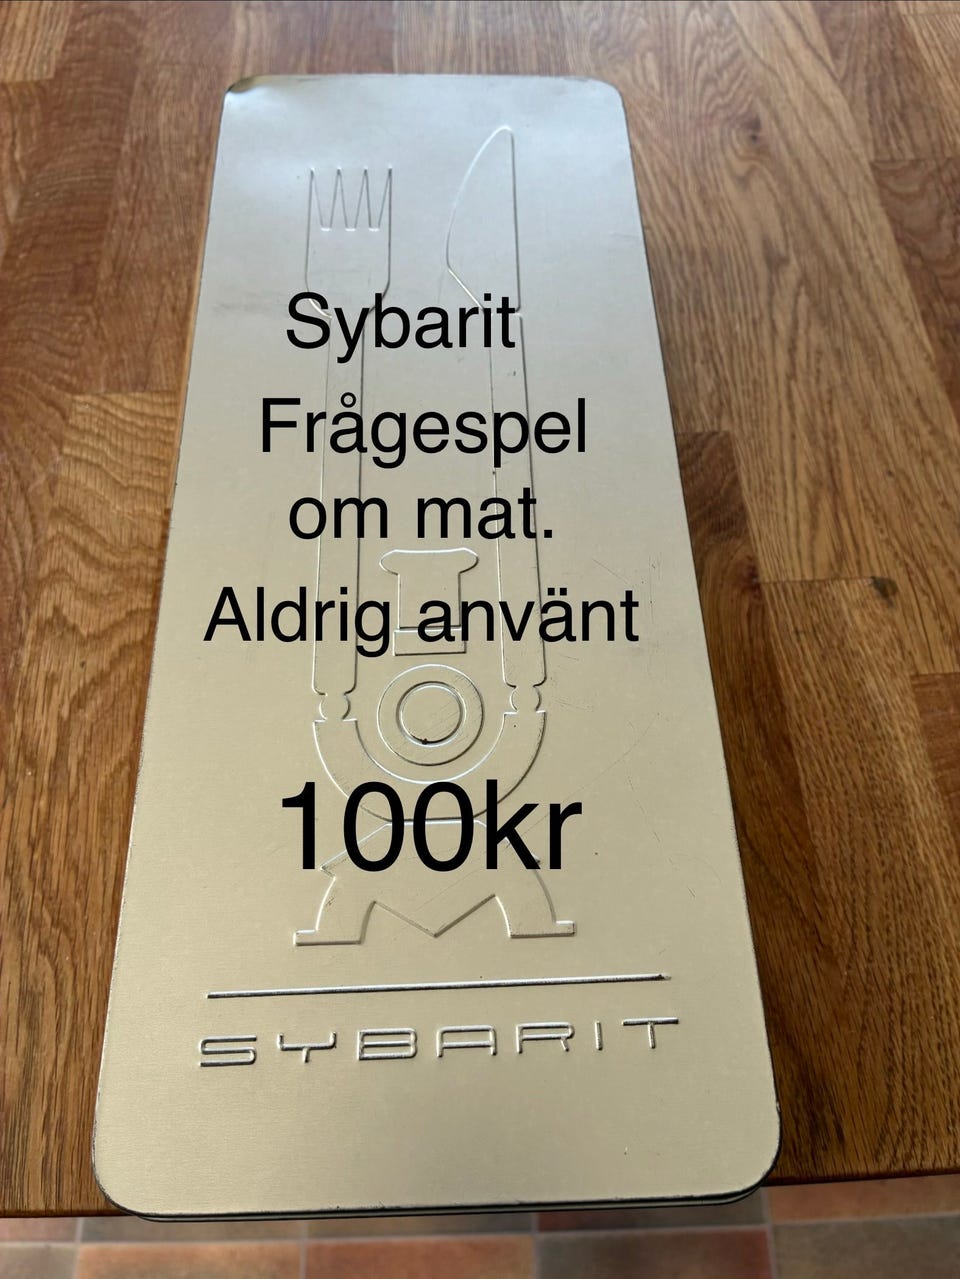 Sybarit
Frågespel
om mat.
Aldrig använt
100kr
SYBARIT